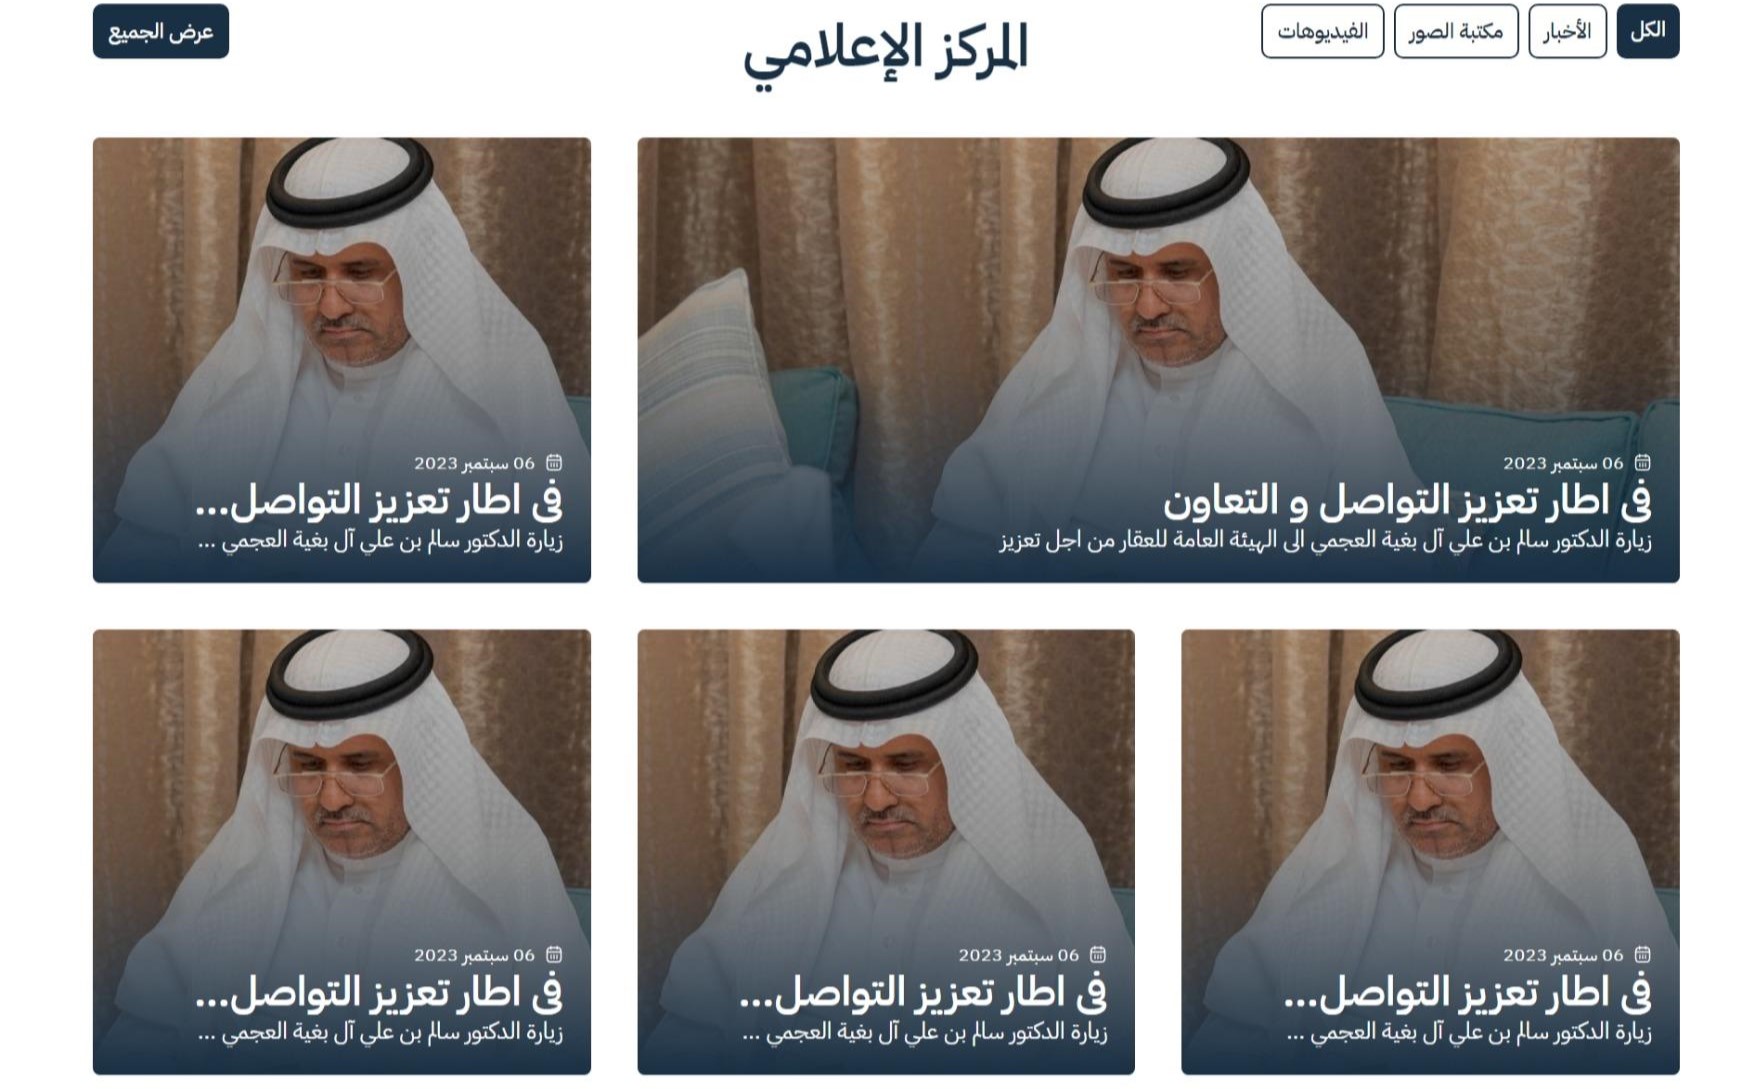 الكل
الأخبار
مكتبة الصور
الفيديوهات
المركز الإعلامي
عرض الجميع
06 سبتمبر 2023
فى اطار تعزيز التواصل و التعاون
زيارة الدكتور سالم بن علي آل بغية العجمي الى الهيئة العامة للعقار من اجل تعزيز
06 سبتمبر 2023
فى اطار تعزيز التواصل...
زيارة الدكتور سالم بن علي آل بغية العجمي ...
06 سبتمبر 2023
فى اطار تعزيز التواصل...
زيارة الدكتور سالم بن علي آل بغية العجمي ...
06 سبتمبر 2023
فى اطار تعزيز التواصل...
زيارة الدكتور سالم بن علي آل بغية العجمي ...
06 سبتمبر 2023
فى اطار تعزيز التواصل...
زيارة الدكتور سالم بن علي آل بغية العجمي ...